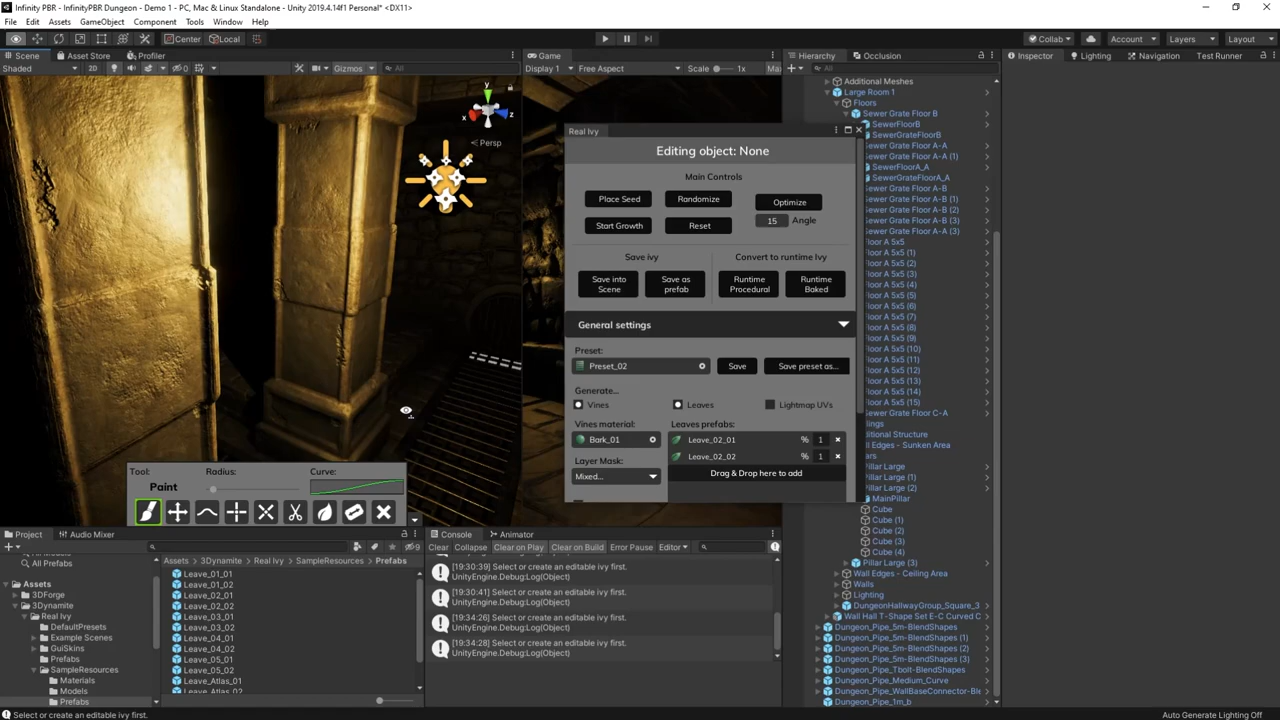 Infinity PBR - InfinityPBR Dungeon - Demo 1 - PC, Mac & Linux Standalone - Unity 2019.4.14f1 Personal* <DX11>
File Edit Assets GameObject Component Tools Window Help
Center Local Collab Account Layers Layout
Scene Asset Store Profiler
Shaded 2D 0 Gizmos All
y
x z
Persp
Game
Display 1 Free Aspect Scale 1x Ma
Real Ivy
Editing object: None
Main Controls
Place Seed Randomize Optimize
Start Growth Reset 15 Angle
Save ivy Convert to runtime Ivy
Save into Scene Save as prefab Runtime Procedural Runtime Baked
General settings
Preset:
Preset_02 Save Save preset as...
Generate...
Vines Leaves Lightmap UVs
Vines material: Leaves prefabs:
Bark_01 Leave_02_01 % 1
Layer Mask: Leave_02_02 % 1
Mixed... Drag & Drop here to add
Tool: Radius: Curve:
Paint
Hierarchy Occlusion
All
Additional Meshes
Large Room 1
Floors
Sewer Grate Floor B
SewerFloorB
SewerGrateFloorB
Sewer Grate Floor A-A
Sewer Grate Floor A-A (1)
SewerFloorA_A
SewerGrateFloorA_A
Sewer Grate Floor A-B
Sewer Grate Floor A-B (1)
Sewer Grate Floor A-B (2)
Sewer Grate Floor A-B (3)
Sewer Grate Floor A-A (3)
Floor A 5x5
Floor A 5x5 (1)
Floor A 5x5 (2)
Floor A 5x5 (3)
Floor A 5x5 (4)
Floor A 5x5 (5)
Floor A 5x5 (6)
Floor A 5x5 (7)
Floor A 5x5 (8)
Floor A 5x5 (9)
Floor A 5x5 (10)
Floor A 5x5 (11)
Floor A 5x5 (12)
Floor A 5x5 (13)
Floor A 5x5 (14)
Floor A 5x5 (15)
Sewer Grate Floor C-A
lings
ditional Structure
ll Edges - Sunken Area
ars
Pillar Large
Pillar Large (1)
Pillar Large (2)
MainPillar
Cube
Cube (1)
Cube (2)
Cube (3)
Cube (4)
Pillar Large (3)
Wall Edges - Ceiling Area
Walls
Lighting
DungeonHallwayGroup_Square_3
Wall Hall T-Shape Set E-C Curved C
Dungeon_Pipe_5m-BlendShapes
Dungeon_Pipe_5m-BlendShapes (1)
Dungeon_Pipe_5m-BlendShapes (2)
Dungeon_Pipe_5m-BlendShapes (3)
Dungeon_Pipe_Tbolt-BlendShapes
Dungeon_Pipe_Medium_Curve
Dungeon_Pipe_WallBaseConnector-Ble
Dungeon_Pipe_1m_b
Inspector Lighting Navigation Test Runner
Project Audio Mixer
9
All Prefabs
Assets
3DForge
3Dynamite
Real Ivy
DefaultPresets
Example Scenes
GuiSkins
Prefabs
SampleResources
Materials
Models
Prefabs
Assets > 3Dynamite > Real Ivy > SampleResources > Prefabs
Leave_01_01
Leave_01_02
Leave_02_01
Leave_02_02
Leave_03_01
Leave_03_02
Leave_04_01
Leave_04_02
Leave_05_01
Leave_05_02
Leave_Atlas_01
Leave_Atlas_02
Console Animator
Clear Collapse Clear on Play Clear on Build Error Pause Editor
[19:30:39] Select or create an editable ivy first.
UnityEngine.Debug:Log(Object)
[19:30:41] Select or create an editable ivy first.
UnityEngine.Debug:Log(Object)
[19:34:26] Select or create an editable ivy first.
UnityEngine.Debug:Log(Object)
[19:34:28] Select or create an editable ivy first.
UnityEngine.Debug:Log(Object)
Select or create an editable ivy first.
Auto Generate Lighting Off